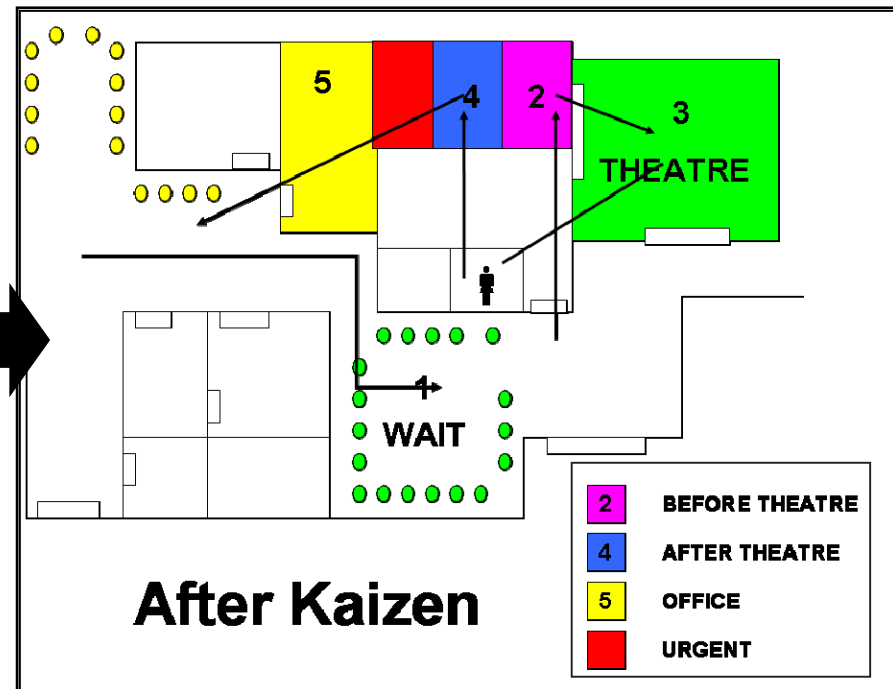 5
4
2
3
THEATRE
1
WAIT
2 BEFORE THEATRE
4 AFTER THEATRE
5 OFFICE
URGENT
After Kaizen